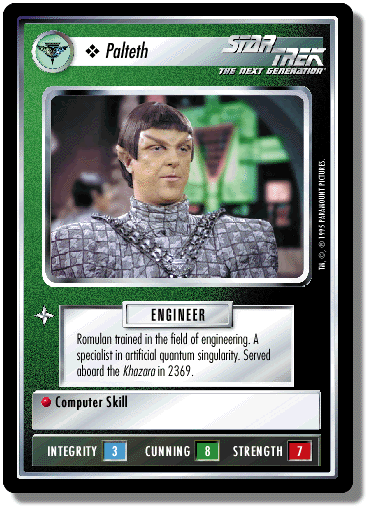 ❖ Palteth
STAR TREK
THE NEXT GENERATION®
TM, ©, ® 1995 PARAMOUNT PICTURES.
ENGINEER
Romulan trained in the field of engineering. A
specialist in artificial quantum singularity. Served
aboard the Khazara in 2369.
Computer Skill
INTEGRITY 3 CUNNING 8 STRENGTH 7